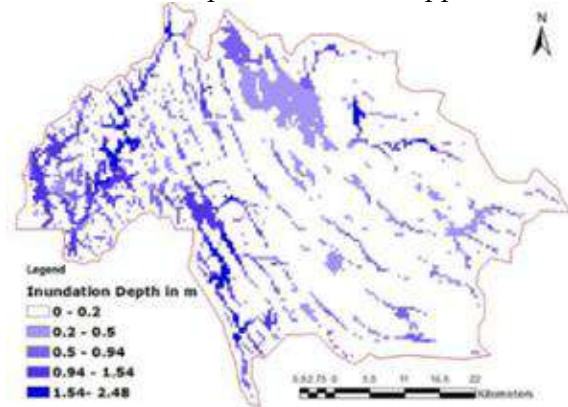 N
Legend
Inundation Depth in m
0 - 0.2
0.2 - 0.5
0.5 - 0.94
0.94 - 1.54
1.54- 2.48
0 5.5 11 16.5 22
Kilometers